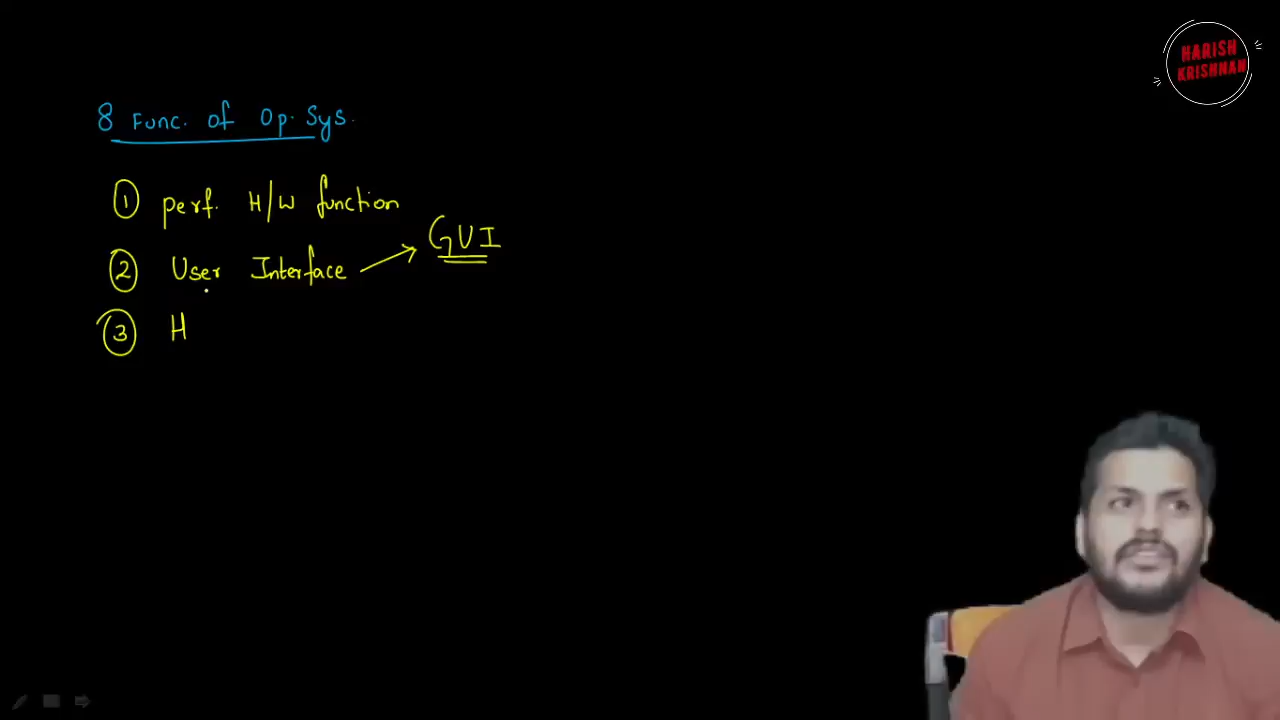 HARISH
KRISHNAN
8 Func. of Op. Sys.
1 perf. H/W function
2 User Interface → GUI
3 H